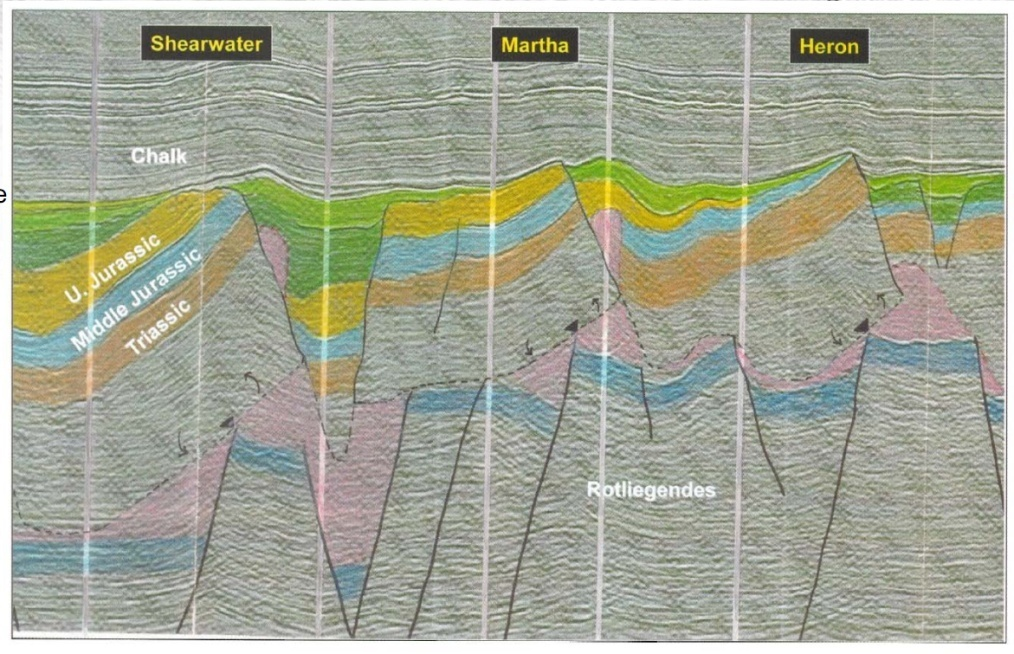 Shearwater
Martha
Heron
Chalk
e
U. Jurassic
Middle Jurassic
Triassic
Rotliegendes